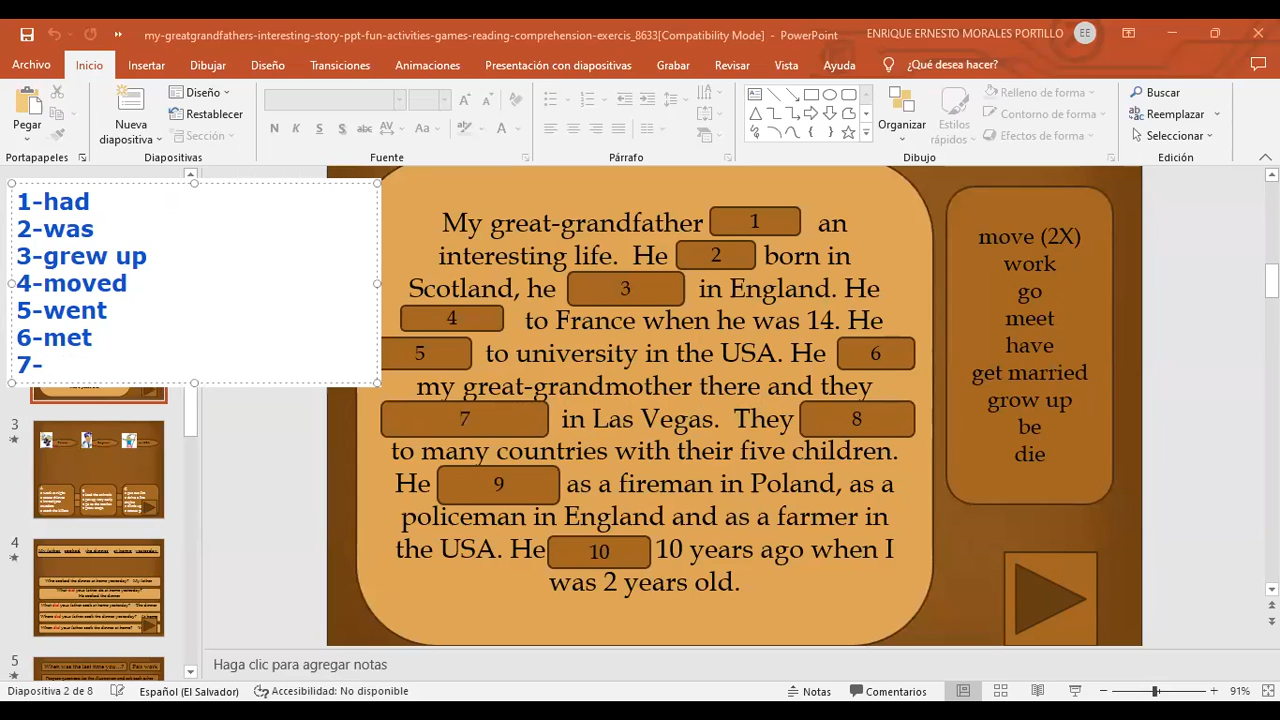 my-greatgrandfathers-interesting-story-ppt-fun-activities-games-reading-comprehension-exercis_8633[Compatibility Mode] - PowerPoint
ENRIQUE ERNESTO MORALES PORTILLO
EE
Archivo Inicio Insertar Dibujar Diseño Transiciones Animaciones Presentación con diapositivas Grabar Revisar Vista Ayuda ¿Qué desea hacer?
Pegar
Nueva diapositiva
Diseño
Restablecer
Sección
N K S S abc AV Aa A
Organizar
Estilos rápidos
Relleno de forma
Contorno de forma
Efectos de forma
Buscar
Reemplazar
Seleccionar
Portapapeles Diapositivas Fuente Párrafo Dibujo Edición
1-had
2-was
3-grew up
4-moved
5-went
6-met
7-
My great-grandfather 1 an
interesting life. He 2 born in
Scotland, he 3 in England. He
4 to France when he was 14. He
5 to university in the USA. He 6
my great-grandmother there and they
7 in Las Vegas. They 8
to many countries with their five children.
He 9 as a fireman in Poland, as a
policeman in England and as a farmer in
the USA. He 10 10 years ago when I
was 2 years old.
move (2X)
work
go
meet
have
get married
grow up
be
die
3
4
5
Haga clic para agregar notas
Diapositiva 2 de 8 Español (El Salvador) Accesibilidad: No disponible Notas Comentarios 91%